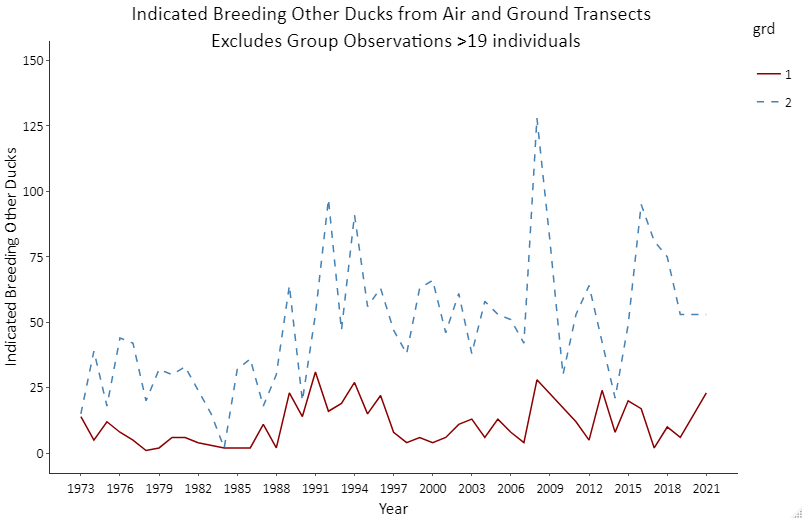 Indicated Breeding Other Ducks from Air and Ground Transects
Excludes Group Observations >19 individuals
grd
1
2
Indicated Breeding Other Ducks
150
125
100
75
50
25
0
1973 1976 1979 1982 1985 1988 1991 1994 1997 2000 2003 2006 2009 2012 2015 2018 2021
Year